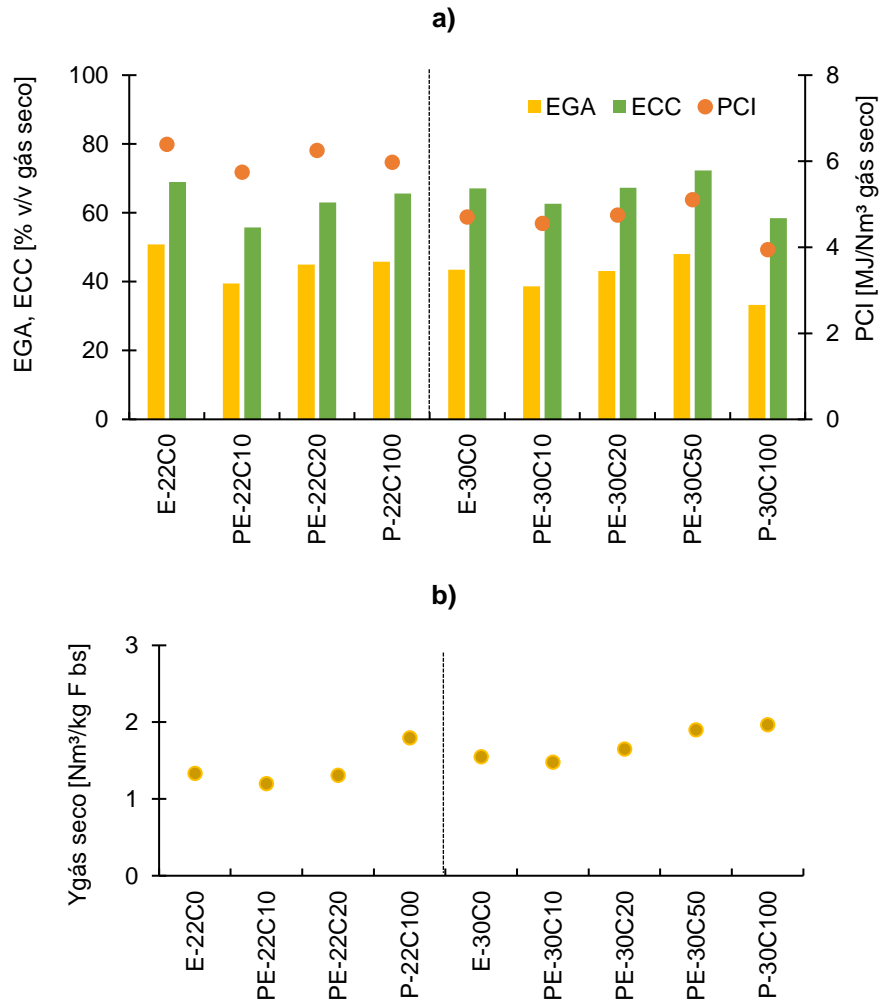 a)
EGA, ECC [% v/v gás seco]
100
80
60
40
20
0
EGA
ECC
PCI
8
6
4
2
0
PCI [MJ/Nm³ gás seco]
E-22C0
PE-22C10
PE-22C20
P-22C100
E-30C0
PE-30C10
PE-30C20
PE-30C50
P-30C100
b)
Ygás seco [Nm³/kg F bs]
3
2
1
0
E-22C0
PE-22C10
PE-22C20
P-22C100
E-30C0
PE-30C10
PE-30C20
PE-30C50
P-30C100